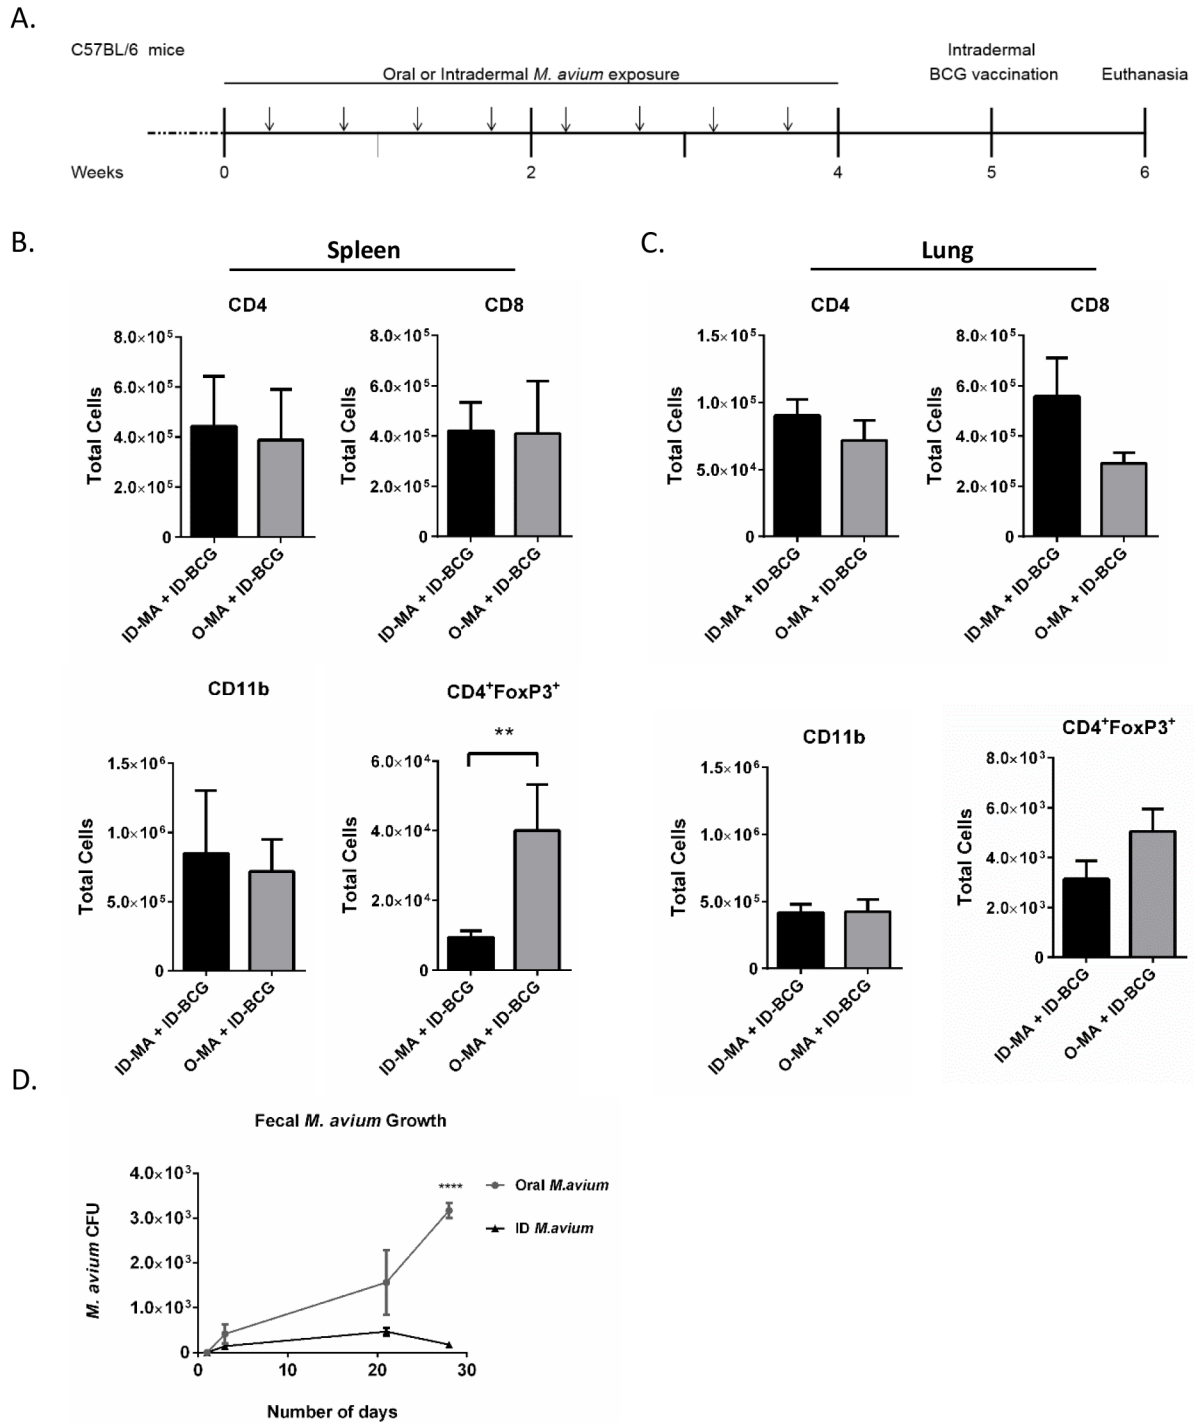 A.
C57BL/6 mice
Oral or Intradermal M. avium exposure
Intradermal
BCG vaccination
Euthanasia
Weeks
0
2
4
5
6
B.
Spleen
CD4
Total Cells
8.0×10⁵
6.0×10⁵
4.0×10⁵
2.0×10⁵
0
ID-MA + ID-BCG
O-MA + ID-BCG
CD8
Total Cells
8.0×10⁵
6.0×10⁵
4.0×10⁵
2.0×10⁵
0
ID-MA + ID-BCG
O-MA + ID-BCG
C.
Lung
CD4
Total Cells
1.5×10⁵
1.0×10⁵
5.0×10⁴
0
ID-MA + ID-BCG
O-MA + ID-BCG
CD8
Total Cells
8.0×10⁵
6.0×10⁵
4.0×10⁵
2.0×10⁵
0
ID-MA + ID-BCG
O-MA + ID-BCG
CD11b
Total Cells
1.5×10⁶
1.0×10⁶
5.0×10⁵
0
ID-MA + ID-BCG
O-MA + ID-BCG
CD4⁺FoxP3⁺
**
Total Cells
6.0×10⁴
4.0×10⁴
2.0×10⁴
0
ID-MA + ID-BCG
O-MA + ID-BCG
CD11b
Total Cells
1.5×10⁶
1.0×10⁶
5.0×10⁵
0
ID-MA + ID-BCG
O-MA + ID-BCG
CD4⁺FoxP3⁺
Total Cells
8.0×10³
6.0×10³
4.0×10³
2.0×10³
0
ID-MA + ID-BCG
O-MA + ID-BCG
D.
Fecal M. avium Growth
M. avium CFU
4.0×10³
3.0×10³
2.0×10³
1.0×10³
0
****
Oral M.avium
ID M.avium
0
10
20
30
Number of days